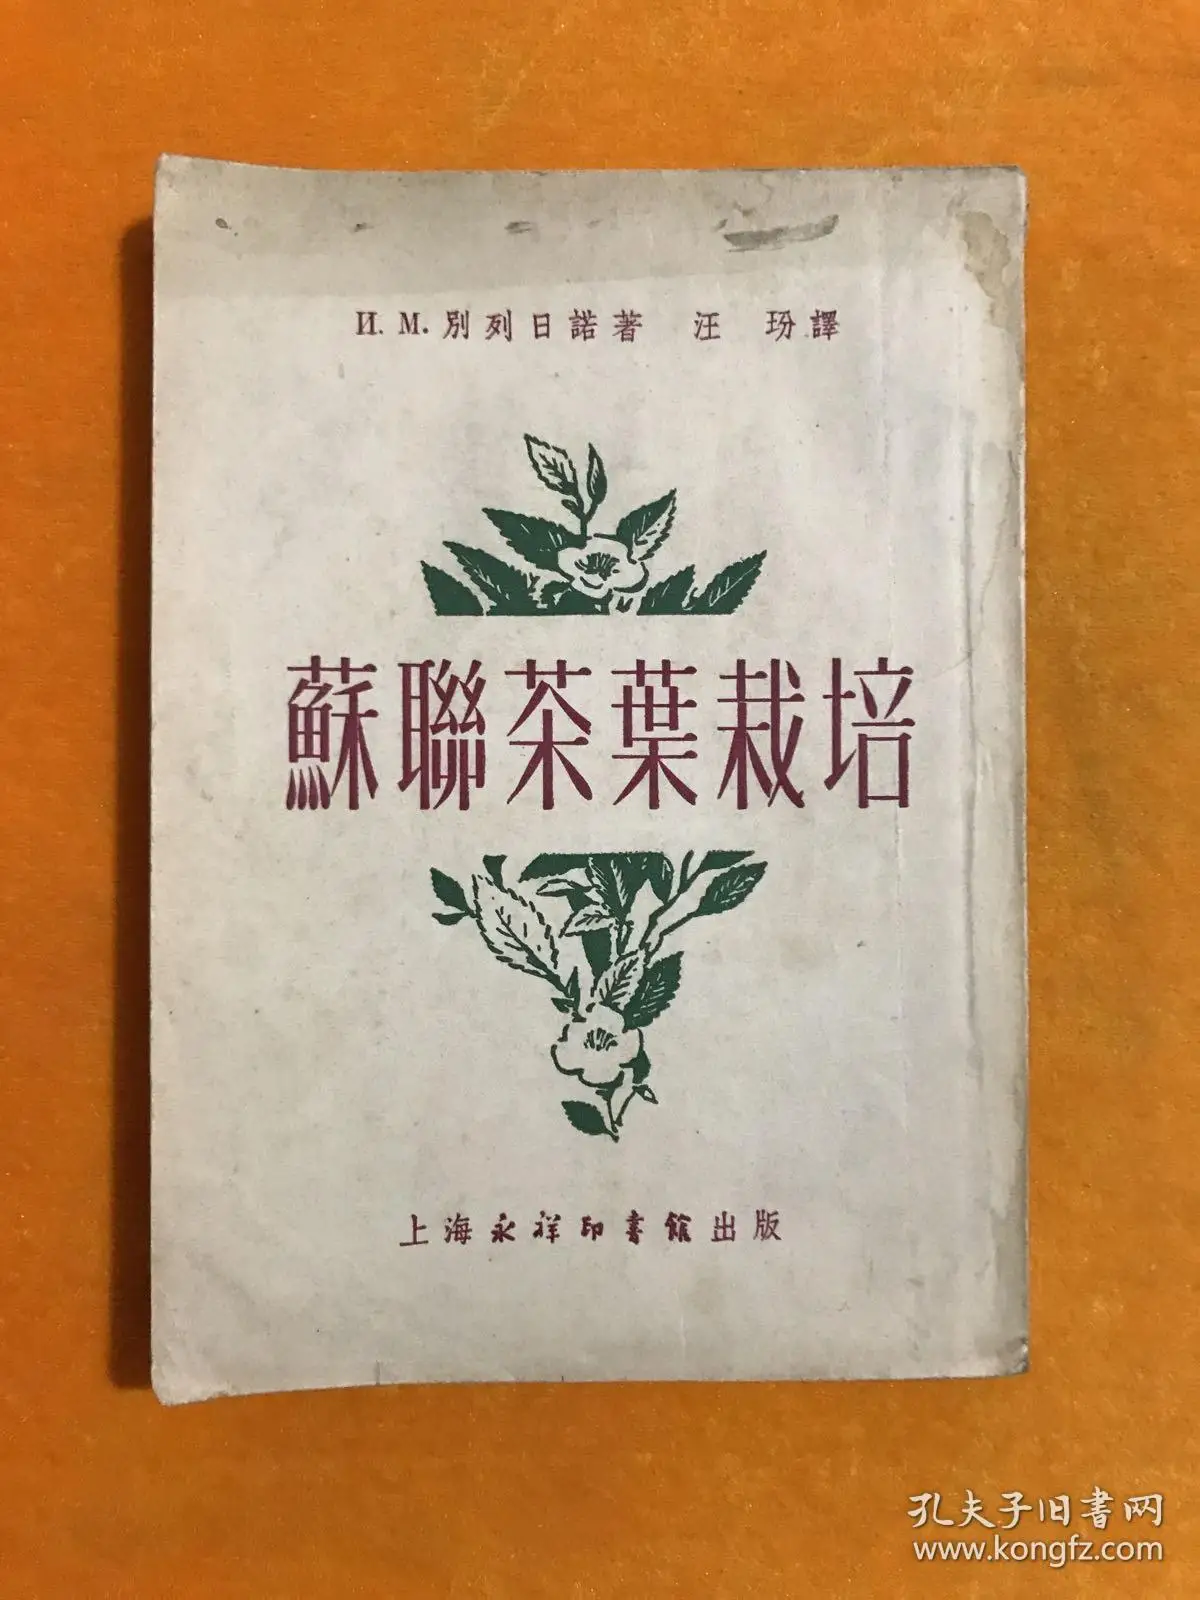 И. М. 別列日諾著 汪 玢譯
蘇聯茶葉栽培
上海永祥印書館出版
孔夫子旧书网
www.kongfz.com